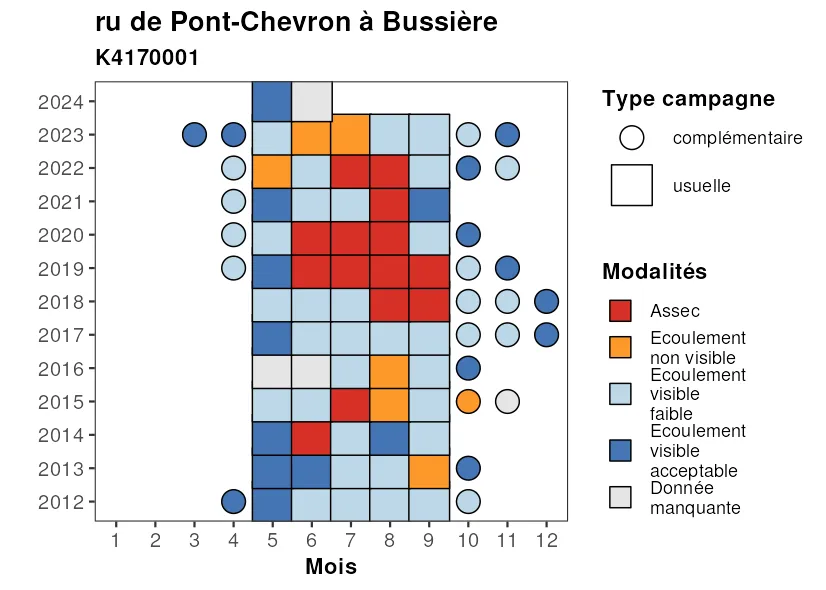 ru de Pont-Chevron à Bussière
K4170001
2024
2023
2022
2021
2020
2019
2018
2017
2016
2015
2014
2013
2012
1 2 3 4 5 6 7 8 9 10 11 12
Mois
Type campagne
complémentaire
usuelle
Modalités
Assec
Ecoulement
non visible
Ecoulement
visible
faible
Ecoulement
visible
acceptable
Donnée
manquante